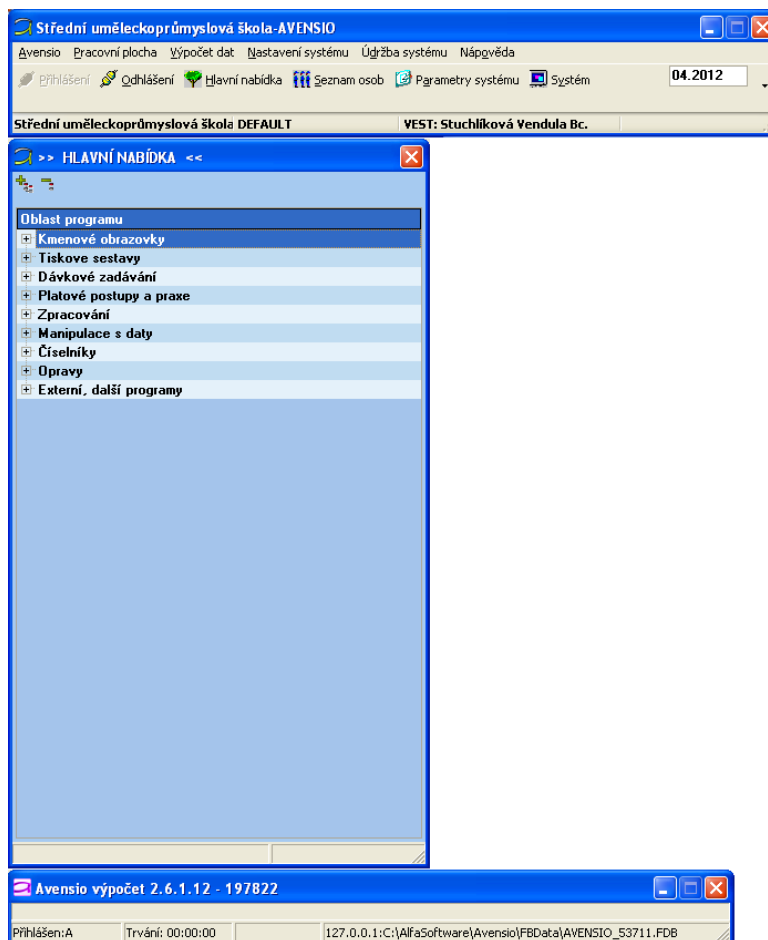 Střední uměleckoprůmyslová škola-AVENSIO
Avensio Pracovní plocha Výpočet dat Nastavení systému Údržba systému Nápověda
Přihlášení Odhlášení Hlavní nabídka Seznam osob Parametry systému Systém 04.2012
Střední uměleckoprůmyslová škola DEFAULT VEST: Stuchlíková Vendula Bc.
>> HLAVNÍ NABÍDKA <<
Oblast programu
Kmenové obrazovky
Tiskove sestavy
Dávkové zadávání
Platové postupy a praxe
Zpracování
Manipulace s daty
Číselníky
Opravy
Externí, další programy
Avensio výpočet 2.6.1.12 - 197822
Přihlášen:A Trvání: 00:00:00 127.0.0.1:C:\AlfaSoftware\Avensio\FBData\AVENSIO_53711.FDB